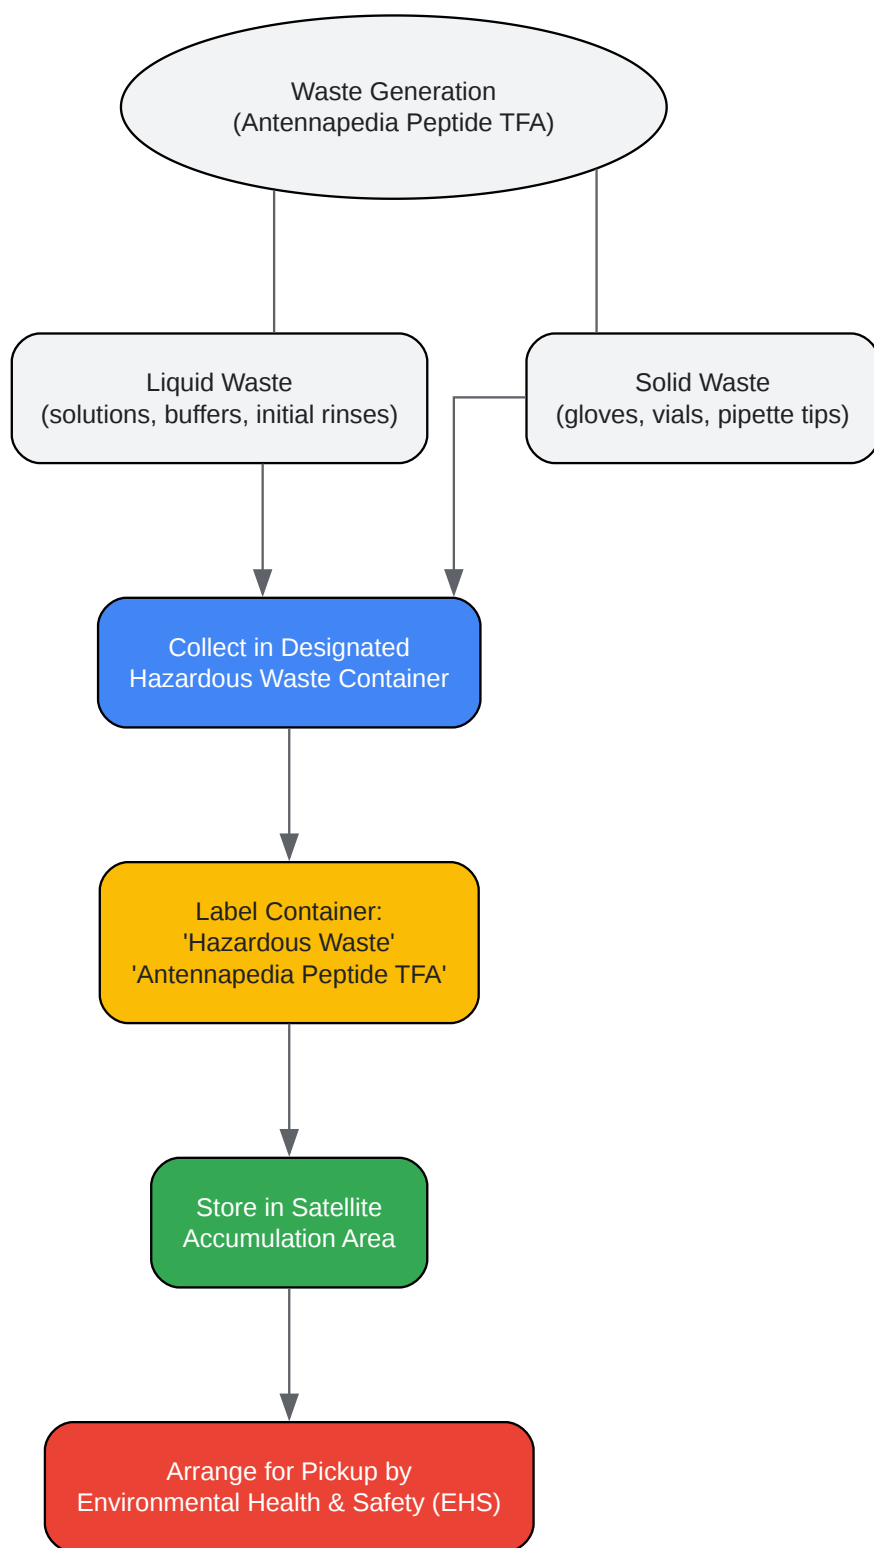 Waste Generation
(Antennapedia Peptide TFA)
Liquid Waste
(solutions, buffers, initial rinses)
Solid Waste
(gloves, vials, pipette tips)
Collect in Designated
Hazardous Waste Container
Label Container:
'Hazardous Waste'
'Antennapedia Peptide TFA'
Store in Satellite
Accumulation Area
Arrange for Pickup by
Environmental Health & Safety (EHS)